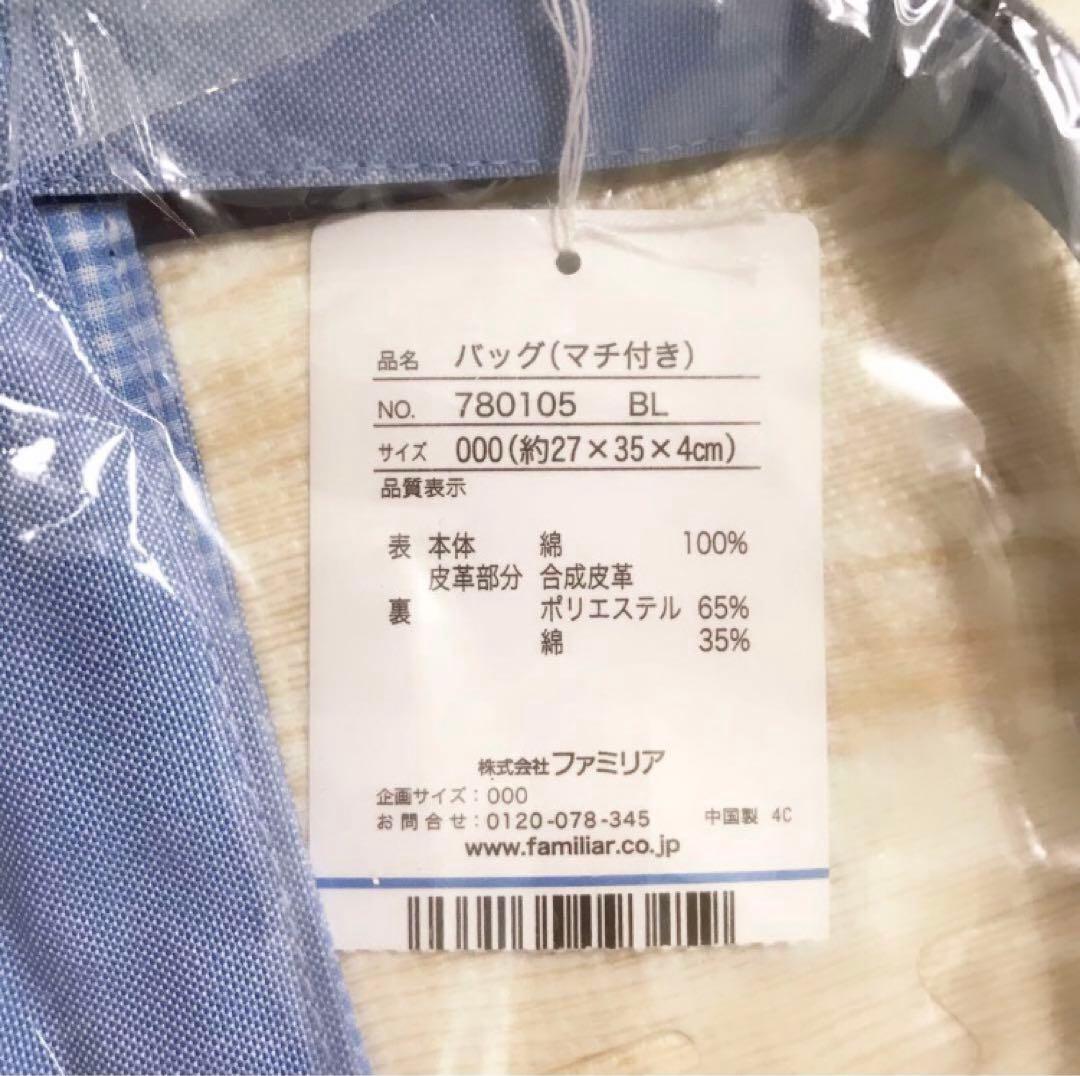 品名 バッグ(マチ付き)
NO. 780105 BL
サイズ 000(約27×35×4cm)
品質表示
表 本体 綿 100%
皮革部分 合成皮革
裏 ポリエステル 65%
綿 35%
株式会社ファミリア
企画サイズ:000
お問合せ:0120-078-345 中国製 4C
www.familiar.co.jp